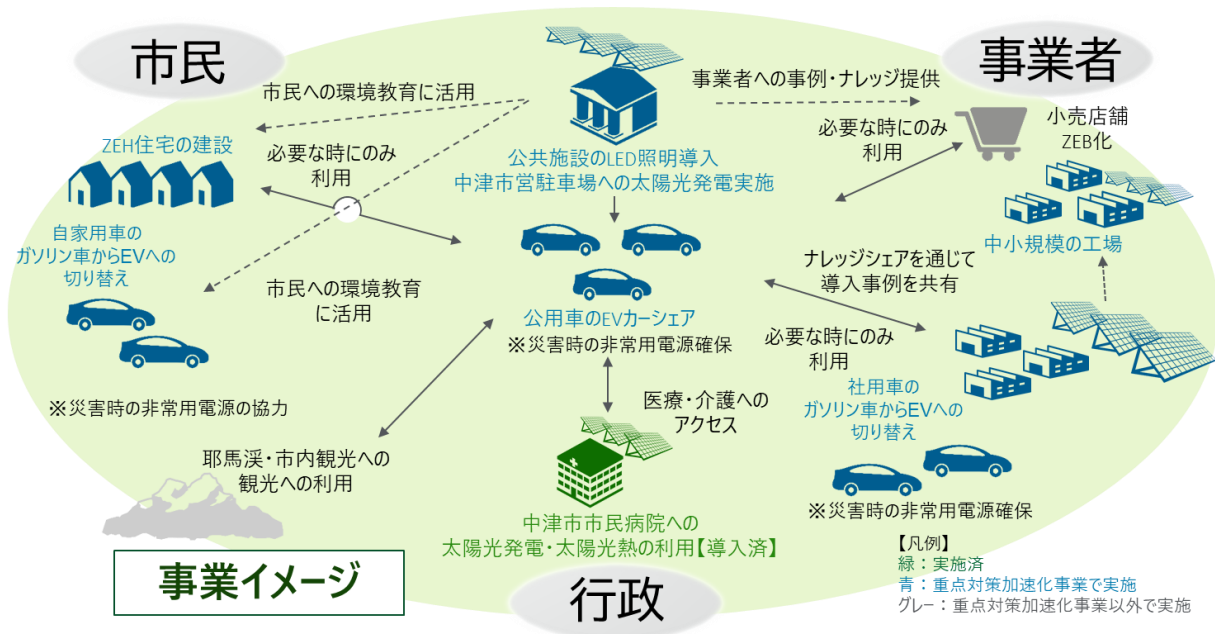 市民
事業者
市民への環境教育に活用
事業者への事例・ナレッジ提供
小売店舗
ZEB化
ZEH住宅の建設
必要な時にのみ
利用
公共施設のLED照明導入
中津市営駐車場への太陽光発電実施
必要な時にのみ
利用
中小規模の工場
自家用車の
ガソリン車からEVへの
切り替え
市民への環境教育
に活用
公用車のEVカーシェア
※災害時の非常用電源確保
ナレッジシェアを通じて
導入事例を共有
必要な時にのみ
利用
社用車の
ガソリン車からEVへの
切り替え
※災害時の非常用電源の協力
医療・介護への
アクセス
耶馬渓・市内観光への
観光への利用
※災害時の非常用電源確保
中津市市民病院への
太陽光発電・太陽光熱の利用【導入済】
事業イメージ
行政
【凡例】
緑：実施済
青：重点対策加速化事業で実施
グレー：重点対策加速化事業以外で実施